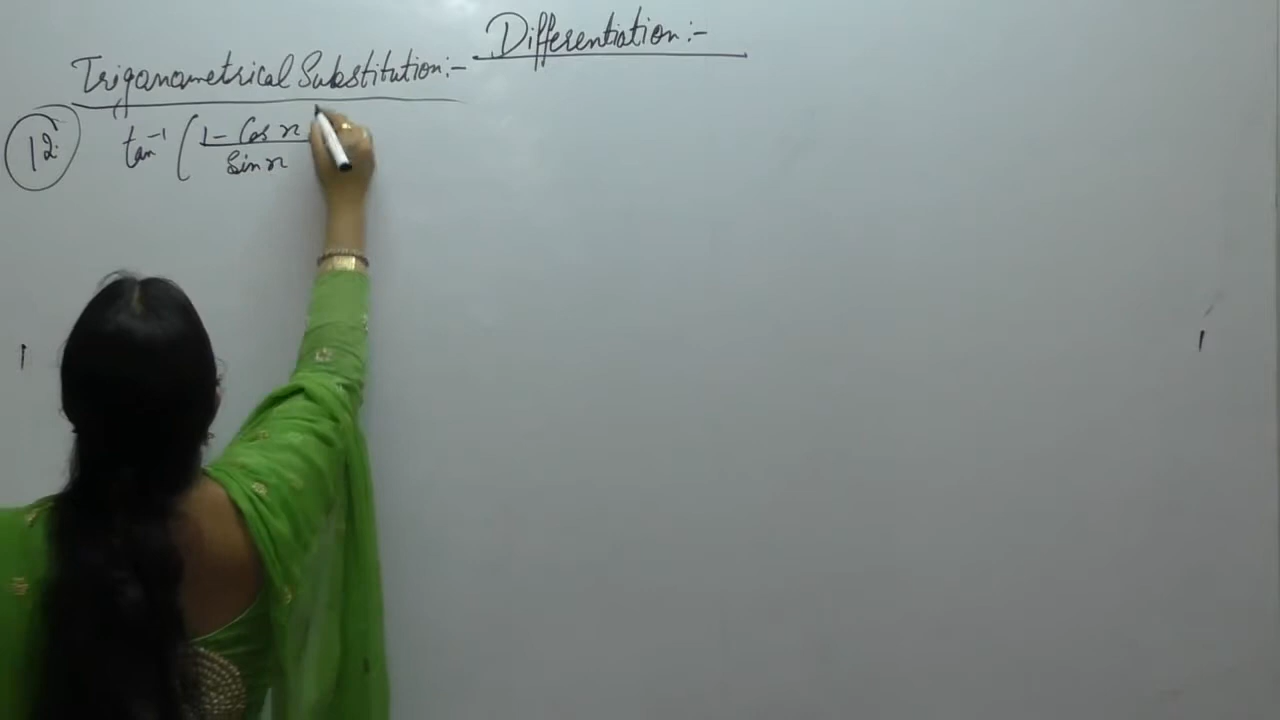 Differentiation :-
Trigonometrical Substitution :-
12. tan⁻¹ ( 1 - Cos x / Sin x